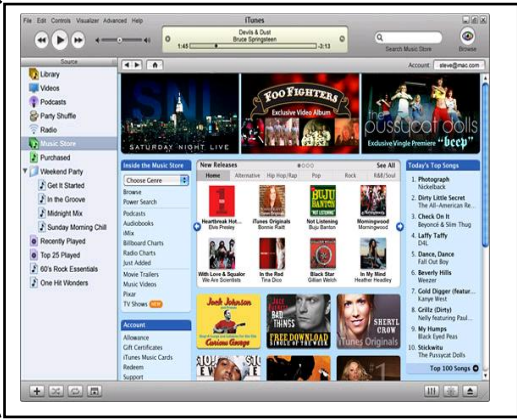 File Edit Controls Visualizer Advanced Help
iTunes
Devils & Dust
Bruce Springsteen
1:45
-3:13
Search Music Store
Browse
Source
Account: steve@mac.com
Library
Videos
Podcasts
Party Shuffle
Radio
Music Store
Purchased
Weekend Party
Get It Started
In the Groove
Midnight Mix
Sunday Morning Chill
Recently Played
Top 25 Played
60's Rock Essentials
One Hit Wonders
SNL
SATURDAY NIGHT LIVE
FOO FIGHTERS
Exclusive Video Album
pussycat dolls
Exclusive Vingle Premiere "beep"
Inside the Music Store
Choose Genre
Browse
Power Search
Podcasts
Audiobooks
iMix
Billboard Charts
Radio Charts
Just Added
Movie Trailers
Music Videos
Pixar
TV Shows NEW
Account
Allowance
Gift Certificates
iTunes Music Cards
Redeem
Support
New Releases
See All
Home Alternative Hip Hop/Rap Pop Rock R&B/Soul
Heartbreak Hot...
Elvis Presley
iTunes Originals
Bonnie Raitt
BUJU BANTON
Not Listening
Buju Banton
Morningwood
Morningwood
With Love & Squalor
We Are Scientists
In the Red
Tina Dico
Black Star
Gillian Welch
In My Mind
Heather Headley
Jack Johnson
Curious George
BAD THINGS
FREE DOWNLOAD
SINGLE OF THE WEEK
SHERYL CROW
iTunes Originals
Today's Top Songs
1. Photograph
Nickelback
2. Dirty Little Secret
The All-American Re...
3. Check On It
Beyoncé & Slim Thug
4. Laffy Taffy
D4L
5. Dance, Dance
Fall Out Boy
6. Beverly Hills
Weezer
7. Gold Digger (featur...
Kanye West
8. Grillz (Dirty)
Nelly featuring Paul...
9. My Humps
Black Eyed Peas
10. Stickwitu
The Pussycat Dolls
Top 100 Songs